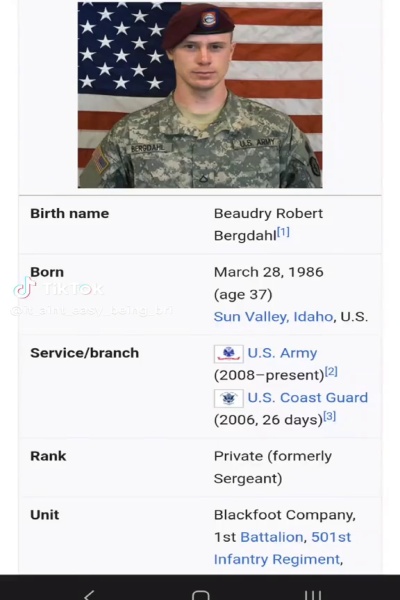 BERGDAHL
U.S. ARMY
Birth name
Beaudry Robert
Bergdahl[1]
Born
March 28, 1986
(age 37)
Sun Valley, Idaho, U.S.
TikTok
Service/branch
U.S. Army
(2008–present)[2]
U.S. Coast Guard
(2006, 26 days)[3]
Rank
Private (formerly
Sergeant)
Unit
Blackfoot Company,
1st Battalion, 501st
Infantry Regiment,